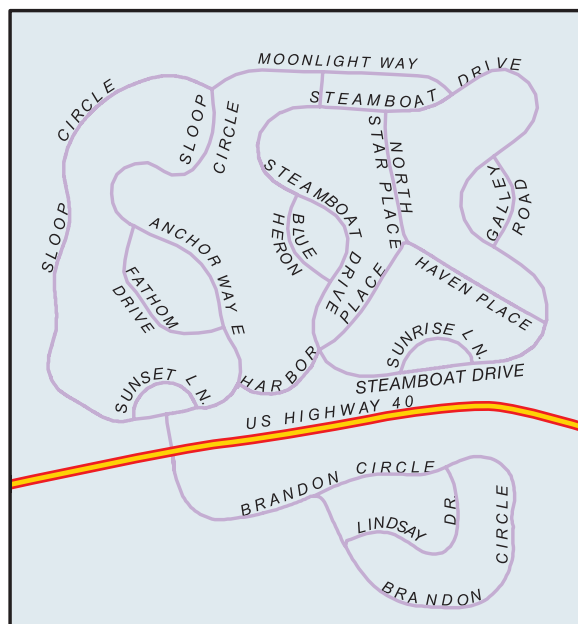 MOONLIGHT WAY
STEAMBOAT DRIVE
CIRCLE
SLOOP
SLOOP
CIRCLE
NORTH
STAR PLACE
GALLEY
ROAD
STEAMBOAT DRIVE
BLUE
HERON
ANCHOR WAY E
FATHOM
DRIVE
HARBOR PLACE
HAVEN PLACE
SUNRISE LN.
SUNSET LN.
STEAMBOAT DRIVE
US HIGHWAY 40
BRANDON CIRCLE
LINDSAY DR.
BRANDON CIRCLE